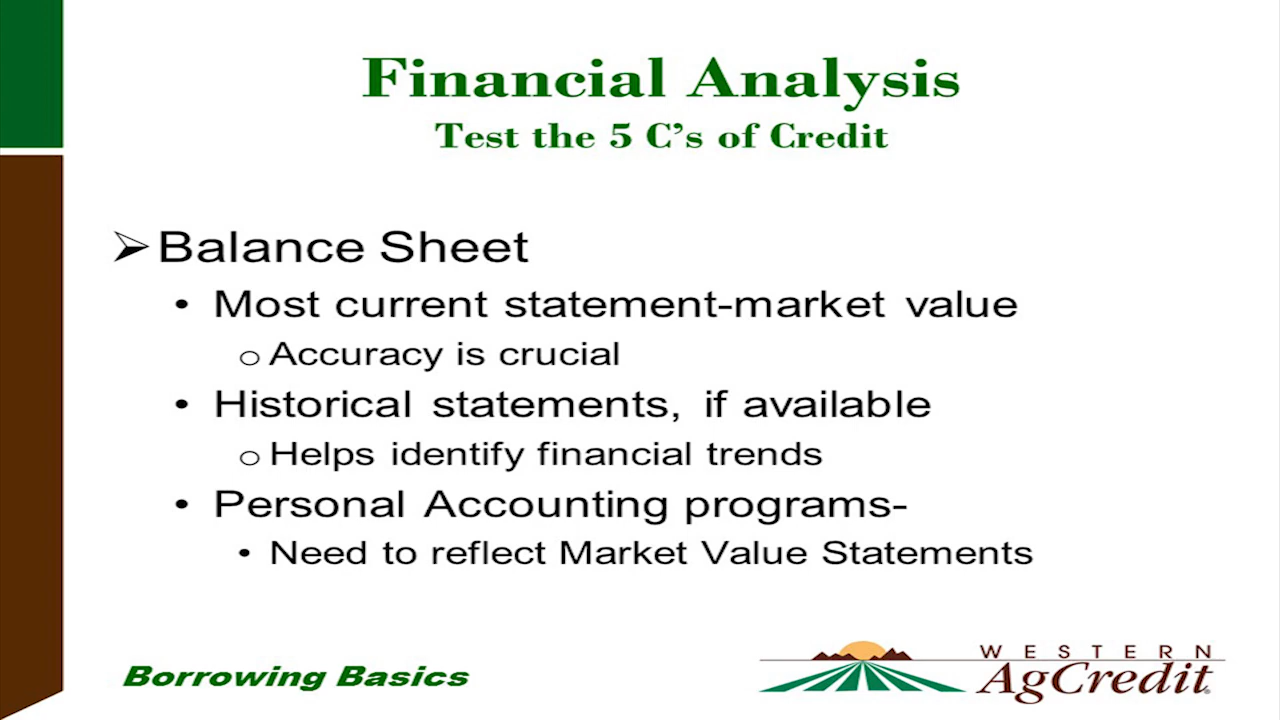 Financial Analysis
Test the 5 C's of Credit
➢ Balance Sheet
• Most current statement-market value
o Accuracy is crucial
• Historical statements, if available
o Helps identify financial trends
• Personal Accounting programs-
• Need to reflect Market Value Statements
Borrowing Basics
WESTERN
AgCredit®